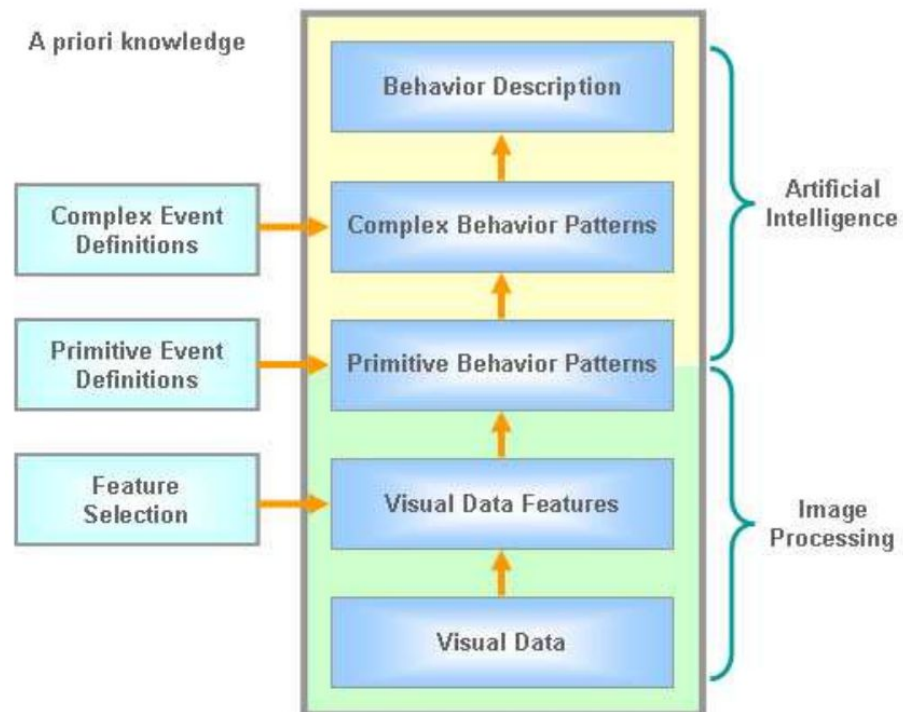 A priori knowledge
Behavior Description
Complex Event
Definitions
Complex Behavior Patterns
Artificial
Intelligence
Primitive Event
Definitions
Primitive Behavior Patterns
Feature
Selection
Visual Data Features
Image
Processing
Visual Data